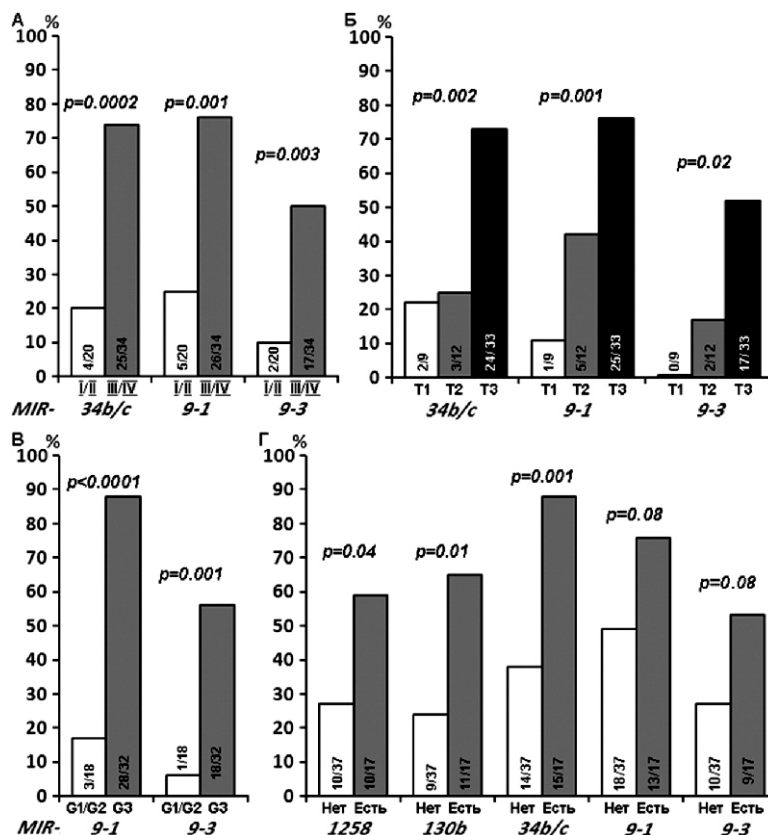 А
%
100
90
80
70
60
50
40
30
20
10
0
p=0.0002 p=0.001
p=0.003
4/20 25/34 5/20 26/34 2/20 17/34
I/II III/IV I/II III/IV I/II III/IV
MIR- 34b/c 9-1 9-3
Б
%
100
90
80
70
60
50
40
30
20
10
0
p=0.002 p=0.001
p=0.02
2/9 3/12 24/33 1/9 5/12 25/33 0/9 2/12 17/33
T1 T2 T3 T1 T2 T3 T1 T2 T3
34b/c 9-1 9-3
В
%
100
90
80
70
60
50
40
30
20
10
0
p<0.0001
p=0.001
3/18 28/32 1/18 18/32
G1/G2 G3 G1/G2 G3
MIR- 9-1 9-3
Г
%
100
90
80
70
60
50
40
30
20
10
0
p=0.04 p=0.01 p=0.001 p=0.08 p=0.08
10/37 10/17 9/37 11/17 14/37 15/17 18/37 13/17 10/37 9/17
Нет Есть Нет Есть Нет Есть Нет Есть Нет Есть
1258 130b 34b/c 9-1 9-3